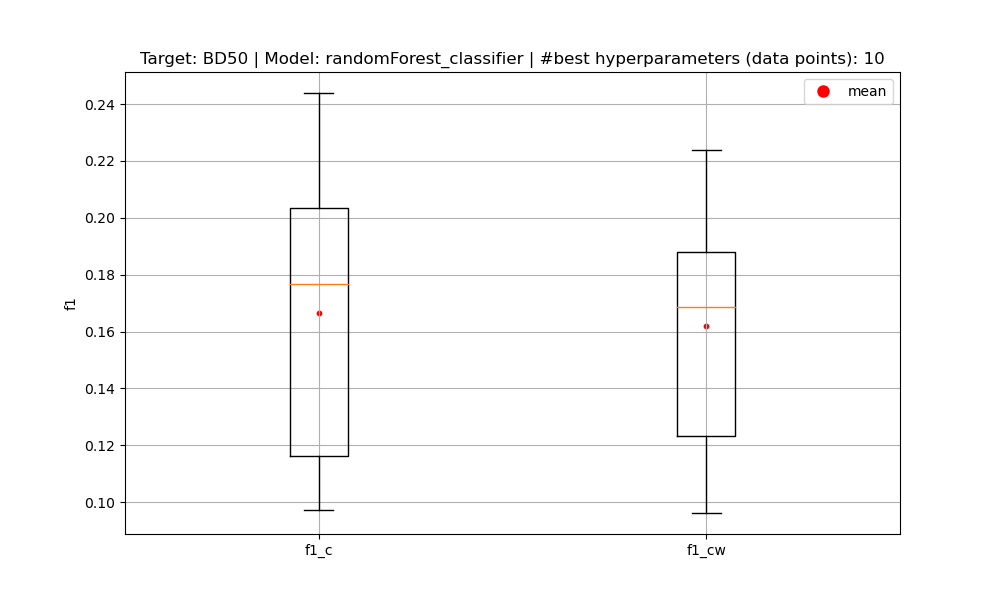 Target: BD50 | Model: randomForest_classifier | #best hyperparameters (data points): 10
mean
0.24
0.22
0.20
0.18
0.16
0.14
0.12
0.10
f1
f1_c
f1_cw